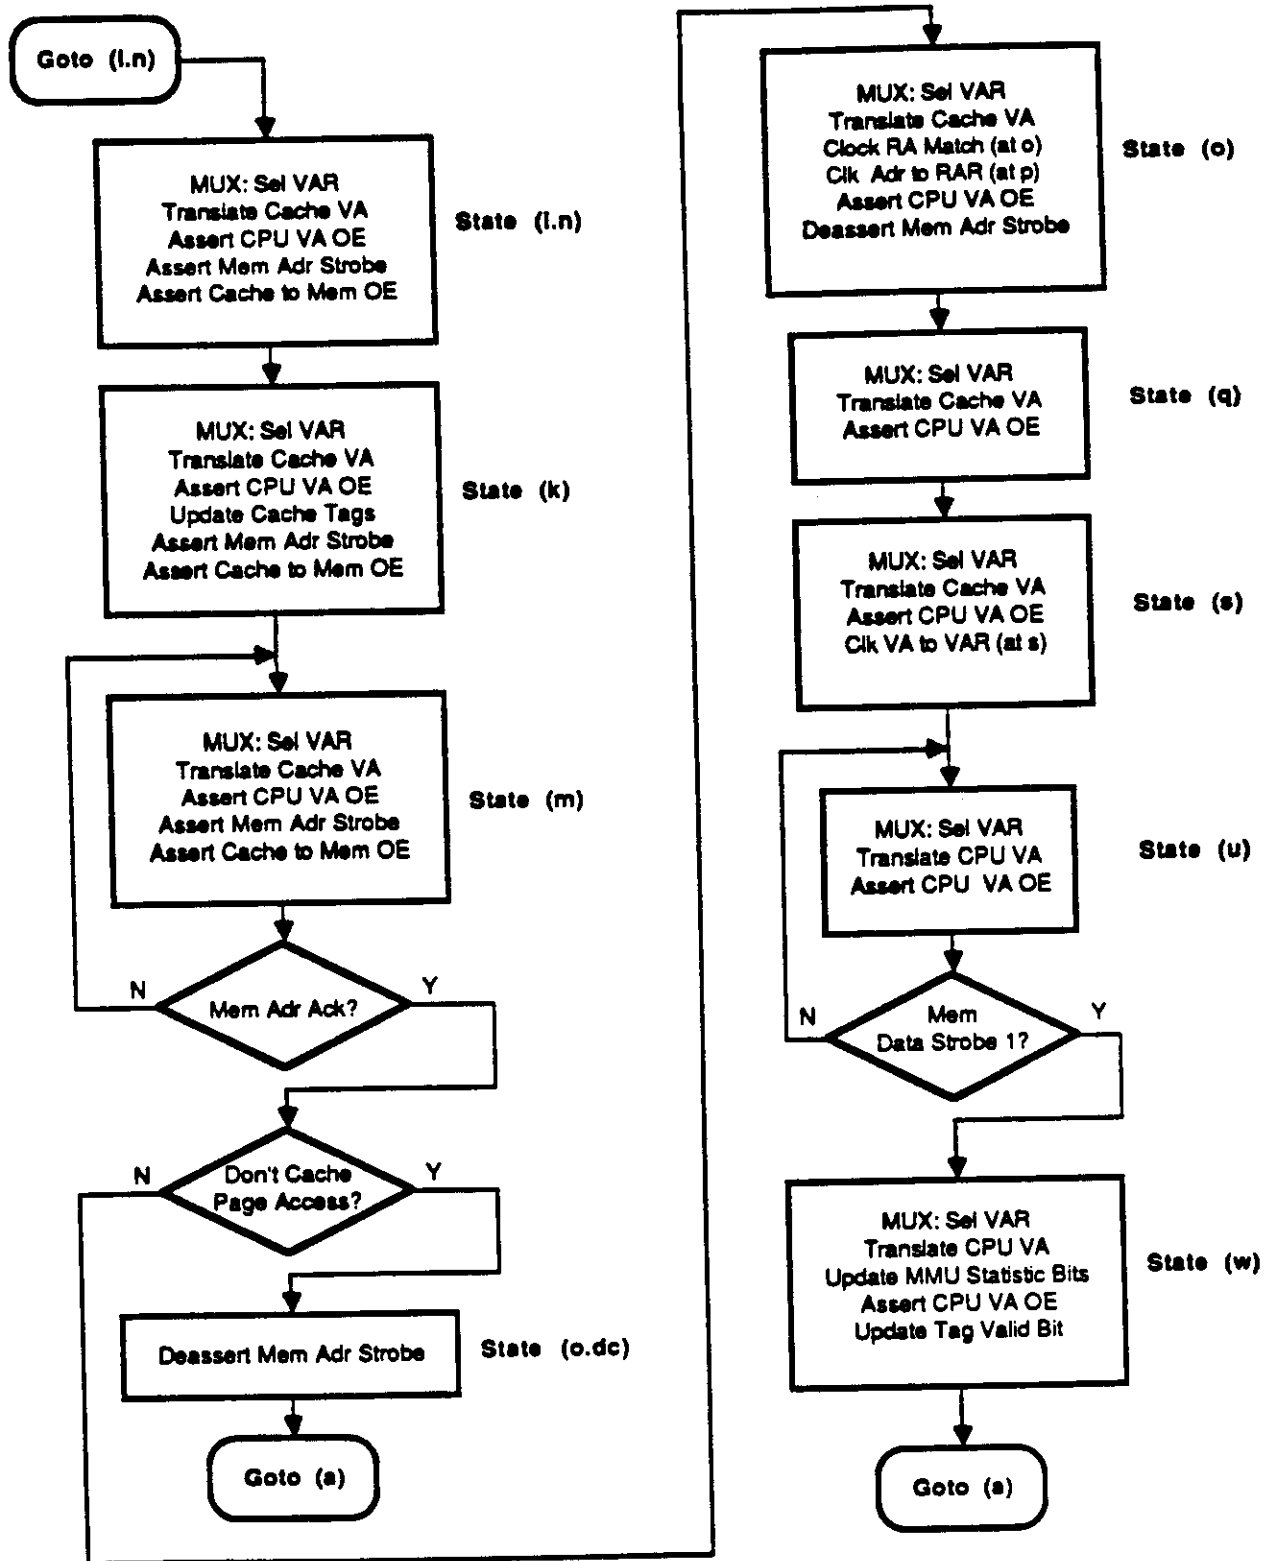 Goto (i.n)
MUX: Sel VAR
Translate Cache VA
Assert CPU VA OE
Assert Mem Adr Strobe
Assert Cache to Mem OE
State (i.n)
MUX: Sel VAR
Translate Cache VA
Assert CPU VA OE
Update Cache Tags
Assert Mem Adr Strobe
Assert Cache to Mem OE
State (k)
MUX: Sel VAR
Translate Cache VA
Assert CPU VA OE
Assert Mem Adr Strobe
Assert Cache to Mem OE
State (m)
N
Mem Adr Ack?
Y
N
Don't Cache
Page Access?
Y
Deassert Mem Adr Strobe
State (o.dc)
Goto (a)
MUX: Sel VAR
Translate Cache VA
Clock RA Match (at o)
Clk Adr to RAR (at p)
Assert CPU VA OE
Deassert Mem Adr Strobe
State (o)
MUX: Sel VAR
Translate Cache VA
Assert CPU VA OE
State (q)
MUX: Sel VAR
Translate Cache VA
Assert CPU VA OE
Clk VA to VAR (at s)
State (s)
MUX: Sel VAR
Translate CPU VA
Assert CPU VA OE
State (u)
N
Mem
Data Strobe 1?
Y
MUX: Sel VAR
Translate CPU VA
Update MMU Statistic Bits
Assert CPU VA OE
Update Tag Valid Bit
State (w)
Goto (a)